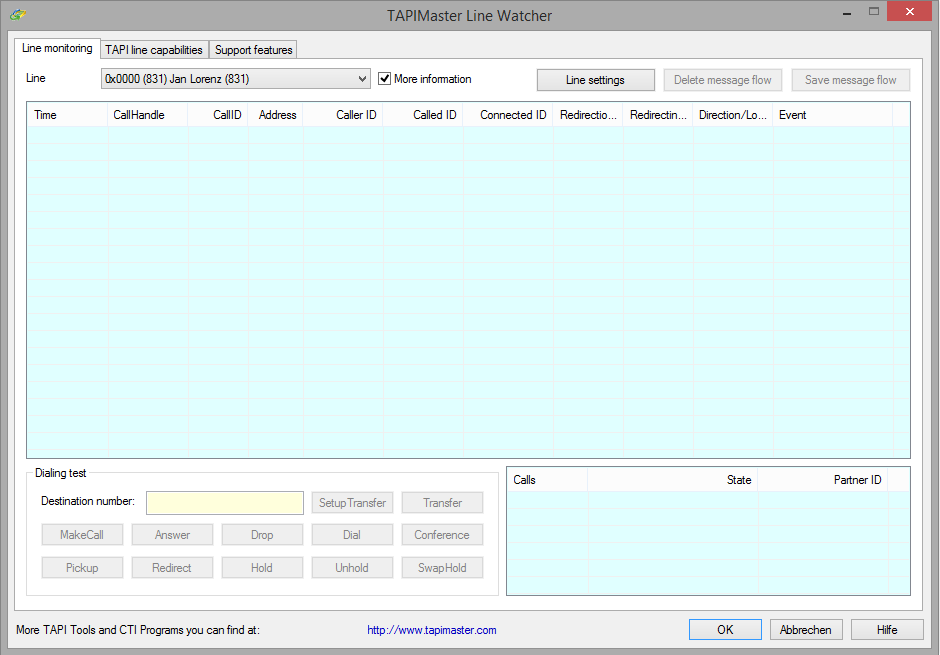 TAPIMaster Line Watcher
Line monitoring TAPI line capabilities Support features
Line 0x0000 (831) Jan Lorenz (831) More information Line settings Delete message flow Save message flow
Time CallHandle CallID Address Caller ID Called ID Connected ID Redirectio... Redirectin... Direction/Lo... Event
Dialing test
Destination number: SetupTransfer Transfer
MakeCall Answer Drop Dial Conference
Pickup Redirect Hold Unhold SwapHold
Calls State Partner ID
More TAPI Tools and CTI Programs you can find at: http://www.tapimaster.com OK Abbrechen Hilfe